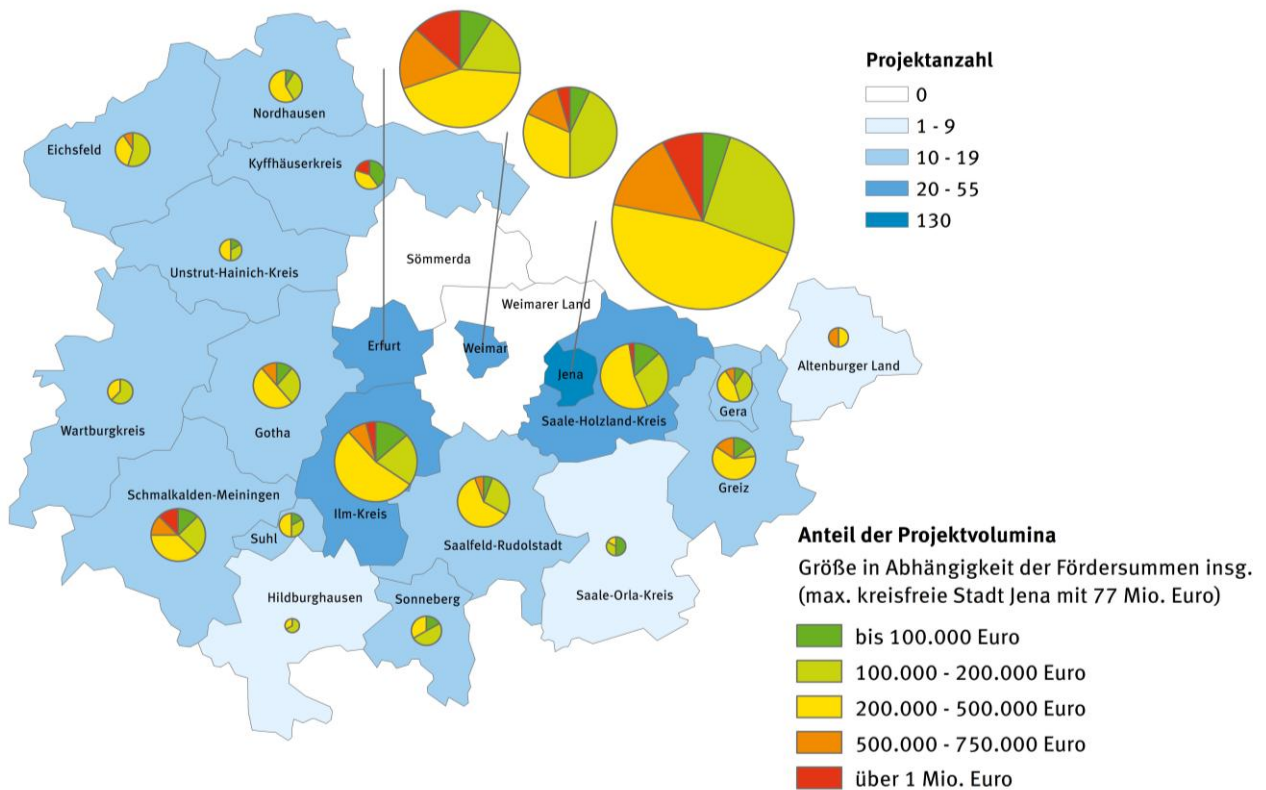 Nordhausen
Eichsfeld
Kyffhäuserkreis
Unstrut-Hainich-Kreis
Sömmerda
Weimarer Land
Erfurt
Weimar
Jena
Saale-Holzland-Kreis
Altenburger Land
Gera
Greiz
Wartburgkreis
Gotha
Schmalkalden-Meiningen
Suhl
Ilm-Kreis
Saalfeld-Rudolstadt
Hildburghausen
Sonneberg
Saale-Orla-Kreis
Projektanzahl
0
1 - 9
10 - 19
20 - 55
130
Anteil der Projektvolumina
Größe in Abhängigkeit der Fördersummen insg.
(max. kreisfreie Stadt Jena mit 77 Mio. Euro)
bis 100.000 Euro
100.000 - 200.000 Euro
200.000 - 500.000 Euro
500.000 - 750.000 Euro
über 1 Mio. Euro